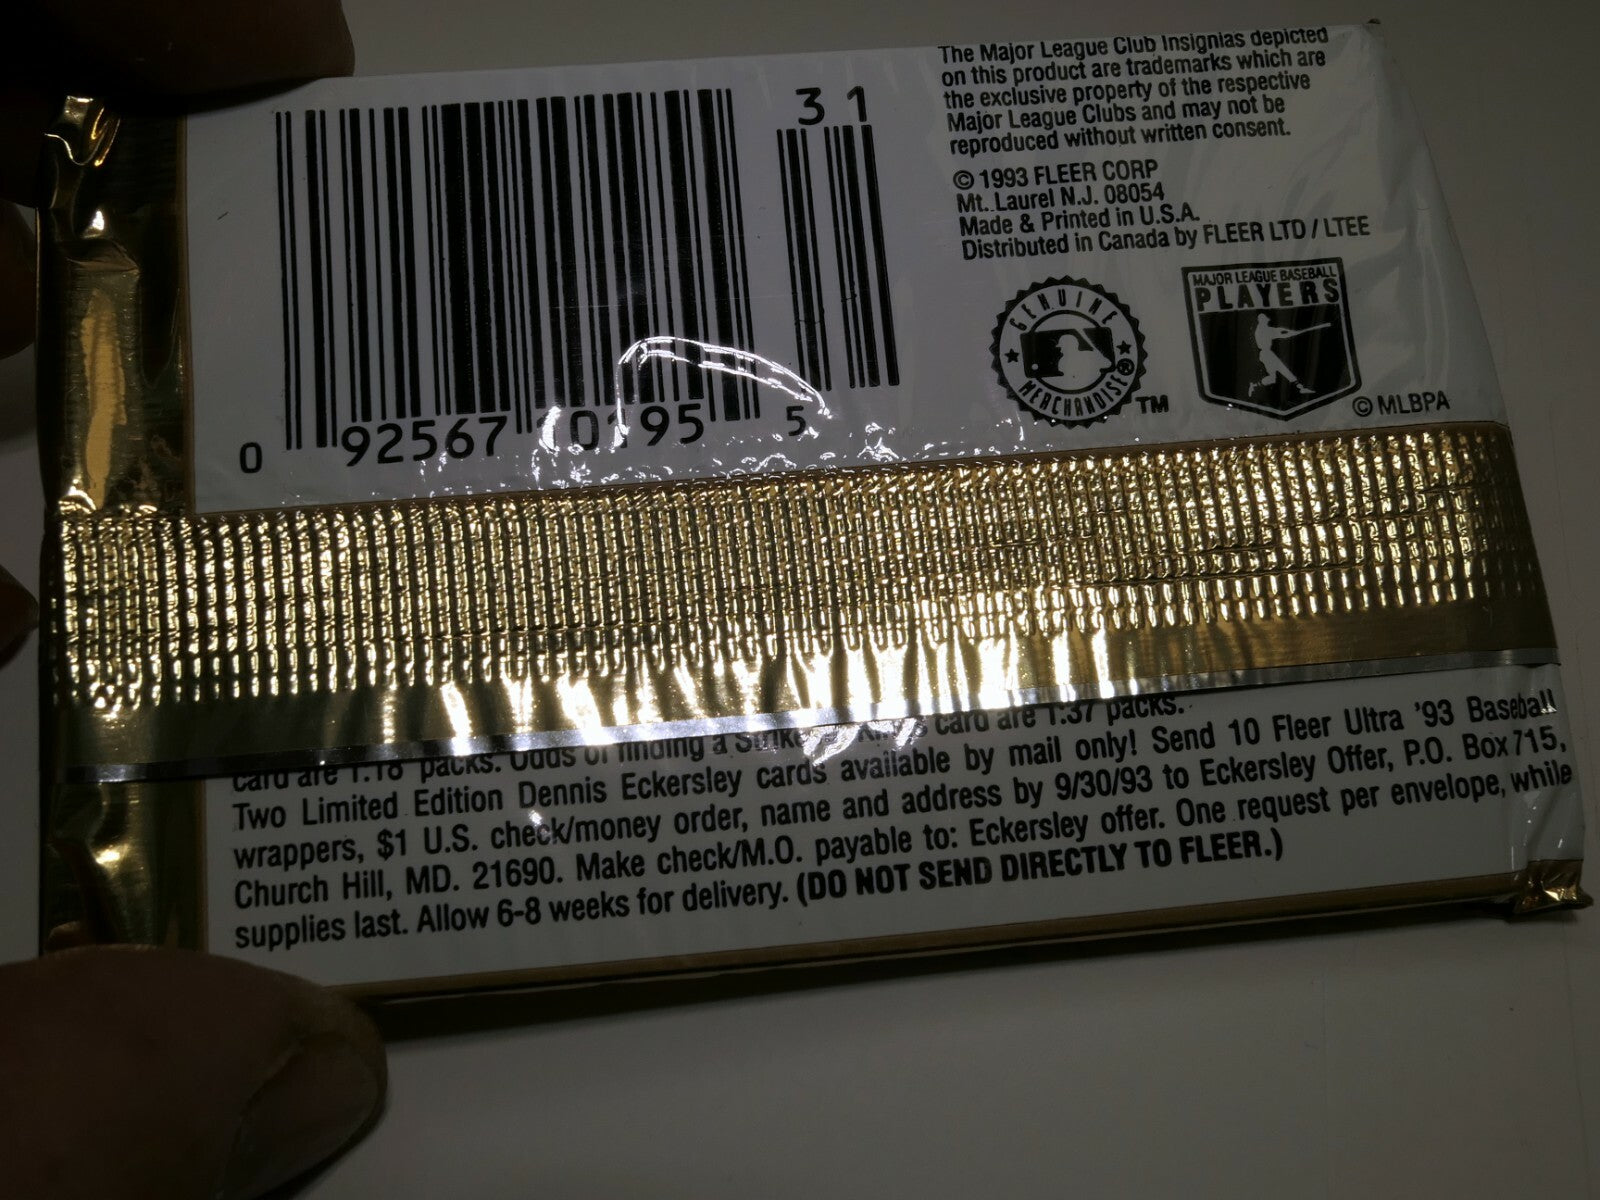 3 1
0 92567 10195 5
The Major League Club Insignias depicted
on this product are trademarks which are
the exclusive property of the respective
Major League Clubs and may not be
reproduced without written consent.
© 1993 FLEER CORP
Mt. Laurel N.J. 08054
Made & Printed in U.S.A.
Distributed in Canada by FLEER LTD / LTEE
GENUINE
MERCHANDISE®
TM
MAJOR LEAGUE BASEBALL
PLAYERS
© MLBPA
card are 1:18 packs. Odds of finding a card are 1:37 packs.
Two Limited Edition Dennis Eckersley cards available by mail only! Send 10 Fleer Ultra '93 Baseball
wrappers, $1 U.S. check/money order, name and address by 9/30/93 to Eckersley Offer, P.O. Box 715,
Church Hill, MD. 21690. Make check/M.O. payable to: Eckersley offer. One request per envelope, while
supplies last. Allow 6-8 weeks for delivery. (DO NOT SEND DIRECTLY TO FLEER.)